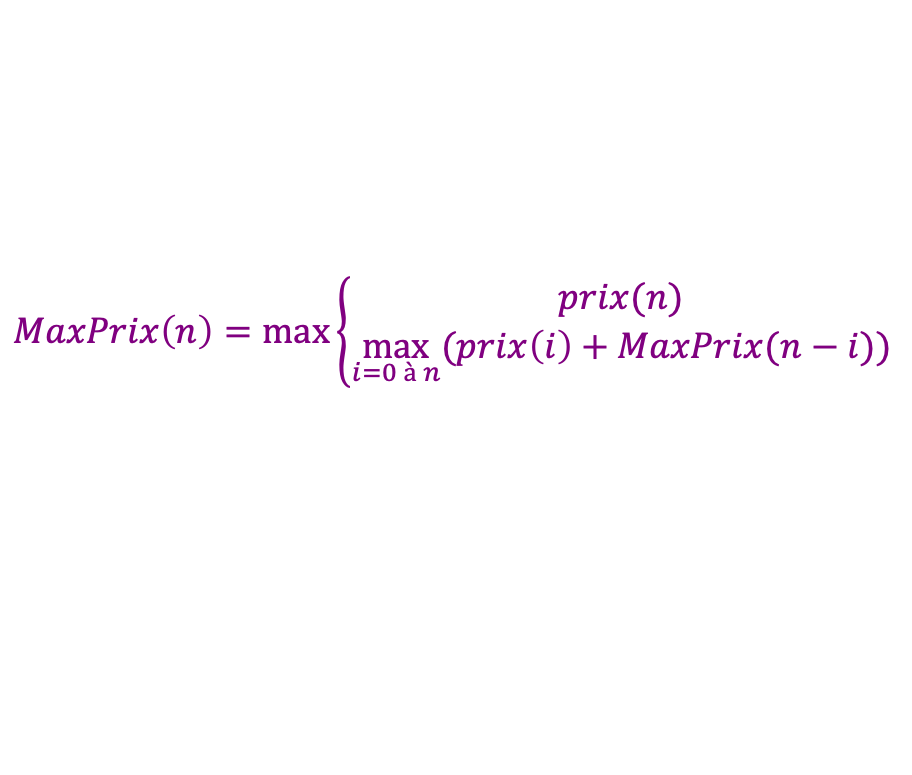 prix(n)
MaxPrix(n) = max{
max (prix(i) + MaxPrix(n − i))
i=0 à n